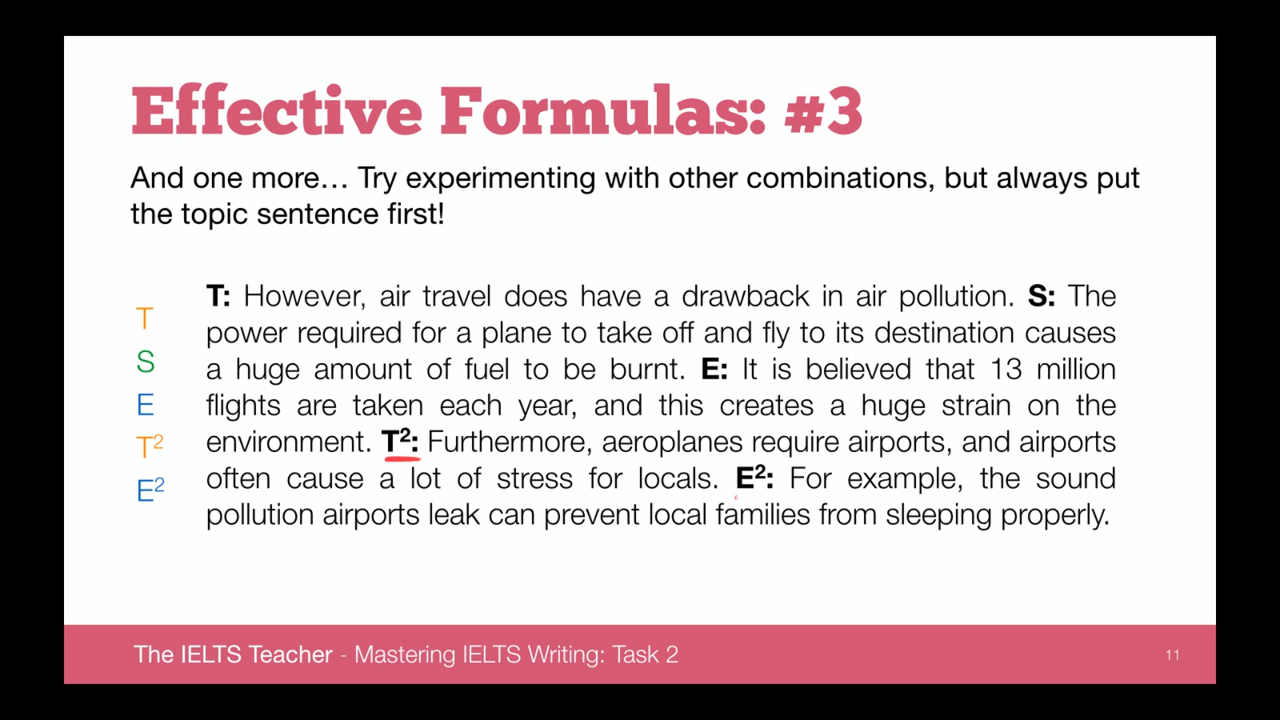 Effective Formulas: #3
And one more… Try experimenting with other combinations, but always put
the topic sentence first!
T
S
E
T²
E²
T: However, air travel does have a drawback in air pollution. S: The
power required for a plane to take off and fly to its destination causes
a huge amount of fuel to be burnt. E: It is believed that 13 million
flights are taken each year, and this creates a huge strain on the
environment. T²: Furthermore, aeroplanes require airports, and airports
often cause a lot of stress for locals. E²: For example, the sound
pollution airports leak can prevent local families from sleeping properly.
The IELTS Teacher - Mastering IELTS Writing: Task 2
11